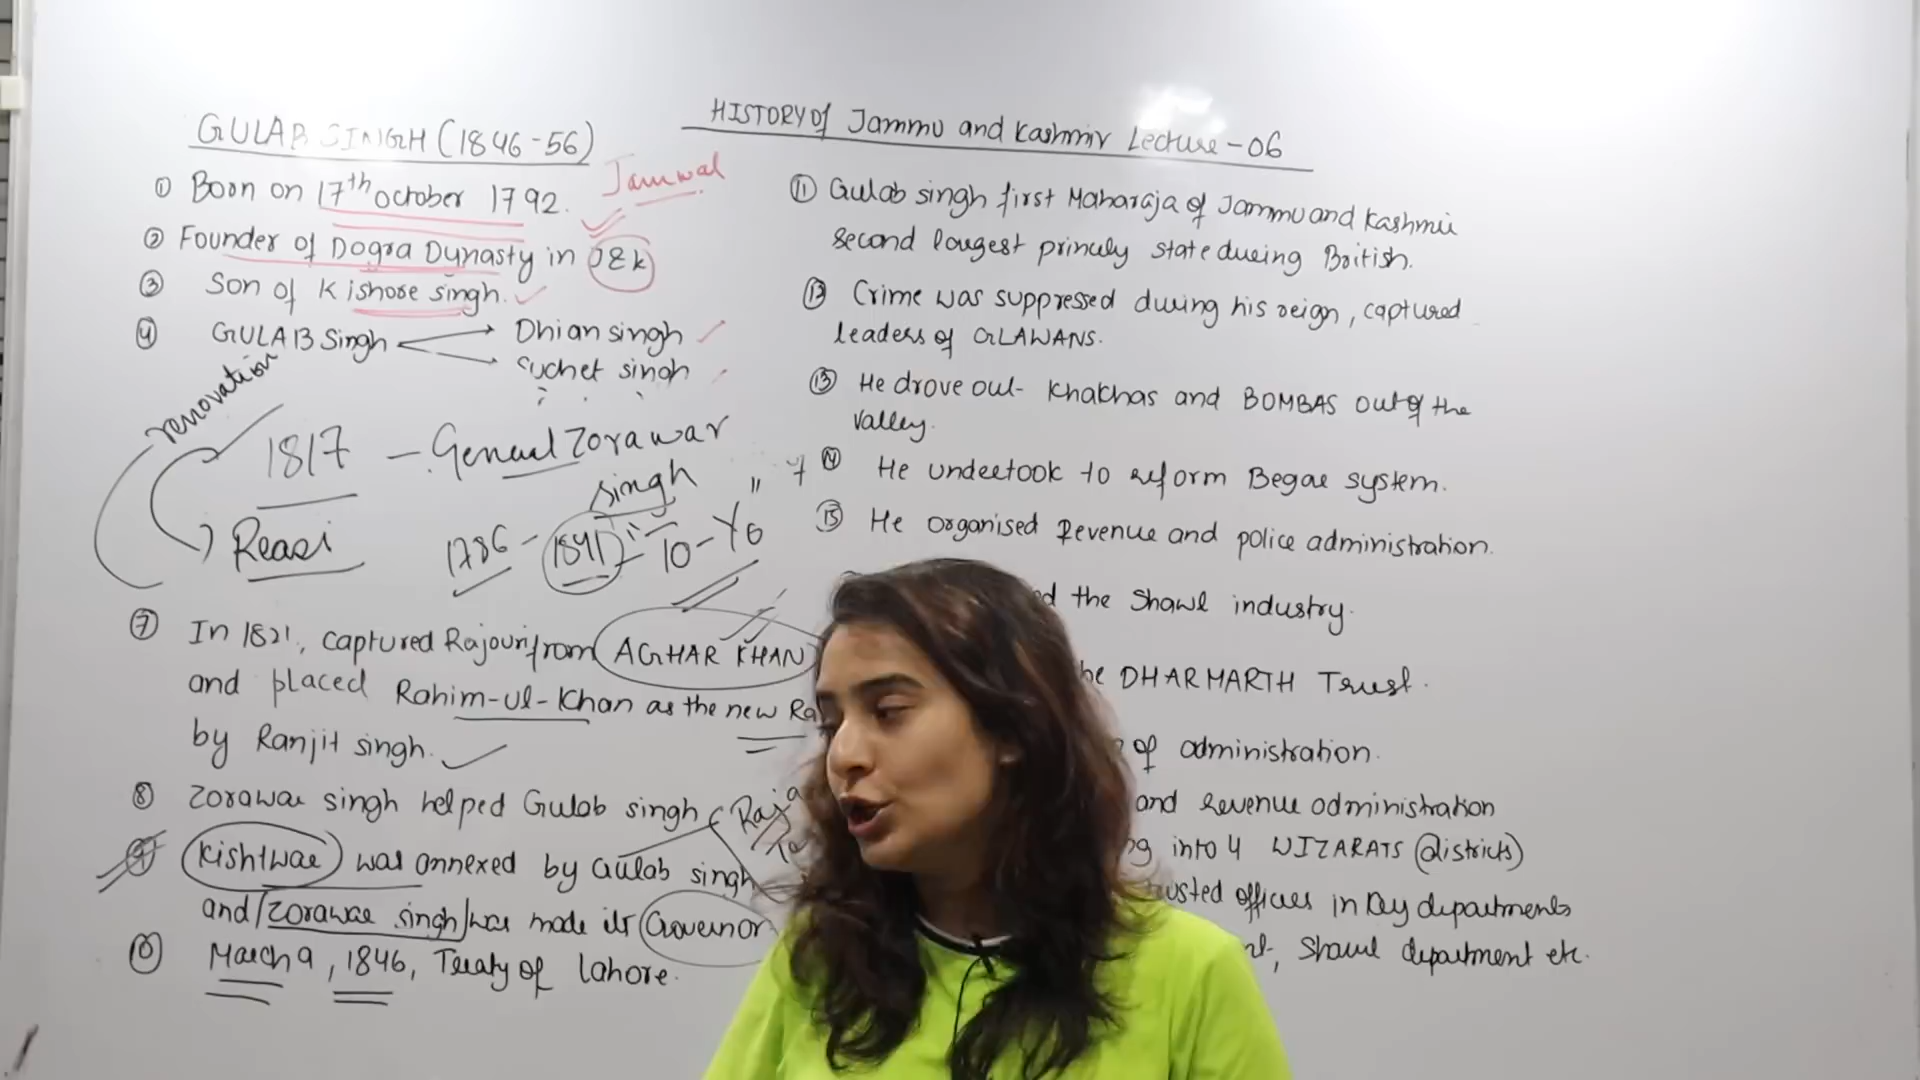 HISTORY of Jammu and Kashmir Lecture - 06
GULAB SINGH (1846-56)
Jamwal
① Born on 17th october 1792.
② Founder of Dogra Dynasty in J&K
③ Son of Kishore singh.
④ GULAB Singh
Dhian singh
Suchet singh
renovation
1817 - General Zorawar
singh
Reasi
1786 - 1841
10-Y6
⑦ In 1821, captured Rajouri from AGHAR KHAN
and placed Rahim-ul-Khan as the new Ra
by Ranjit singh.
⑧ Zorawar singh helped Gulab singh
Raja
⑨ Kishtwar was annexed by Gulab singh
and Zorawar singh was made its Governor
⑩ March 9, 1846, Treaty of Lahore.
⑪ Gulab singh first Maharaja of Jammu and Kashmir
second largest princely state during British.
⑫ Crime was suppressed during his reign, captured
leaders of GLAWANS.
⑬ He drove out- Khakhas and BOMBAS out of the
valley.
⑭ He undertook to reform Begar system.
⑮ He organised Revenue and police administration.
the Shawl industry.
DHARMARTH Trust.
of administration.
and revenue administration
into 4 WIZARATS (districts)
officers in key departments
Shawl department etc.